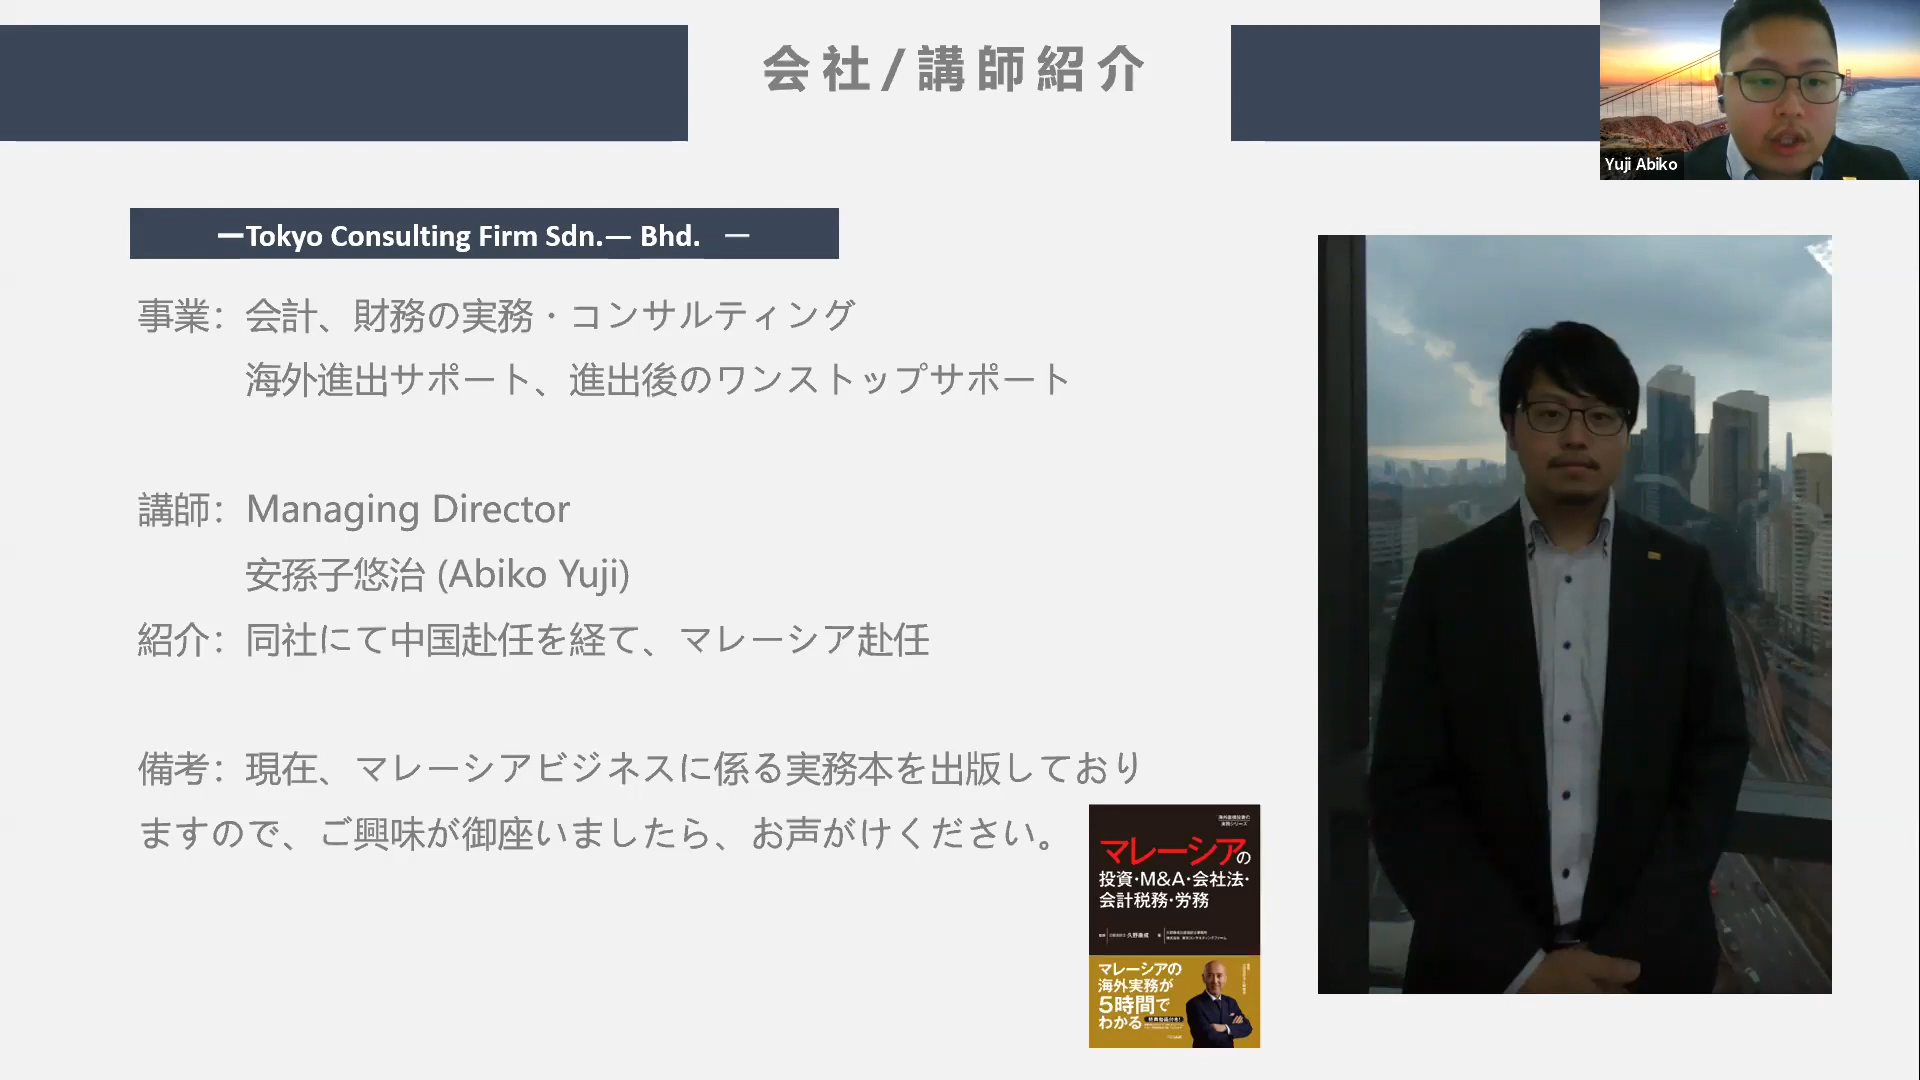 会社/講師紹介
Yuji Abiko
―Tokyo Consulting Firm Sdn.― Bhd. ―
事業：会計、財務の実務・コンサルティング
海外進出サポート、進出後のワンストップサポート
講師：Managing Director
安孫子悠治 (Abiko Yuji)
紹介：同社にて中国赴任を経て、マレーシア赴任
備考：現在、マレーシアビジネスに係る実務本を出版しており
ますので、ご興味が御座いましたら、お声がけください。
マレーシアの
投資・M&A・会社法・
会計税務・労務
久野康成
マレーシアの
海外実務が
5時間で
わかる